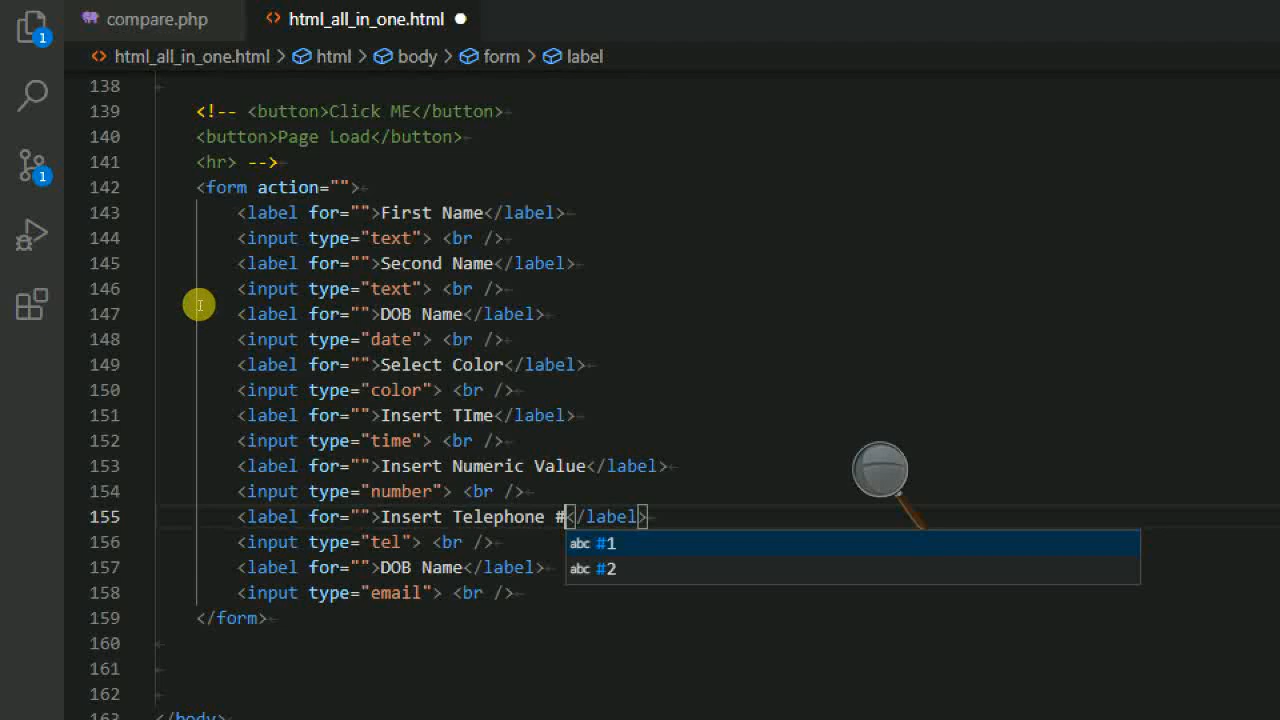 compare.php html_all_in_one.html
html_all_in_one.html > html > body > form > label
138
139 <!-- <button>Click ME</button>
140 <button>Page Load</button>
141 <hr> -->
142 <form action="">
143 <label for="">First Name</label>
144 <input type="text"> <br />
145 <label for="">Second Name</label>
146 <input type="text"> <br />
147 <label for="">DOB Name</label>
148 <input type="date"> <br />
149 <label for="">Select Color</label>
150 <input type="color"> <br />
151 <label for="">Insert TIme</label>
152 <input type="time"> <br />
153 <label for="">Insert Numeric Value</label>
154 <input type="number"> <br />
155 <label for="">Insert Telephone #</label>
abc #1
156 <input type="tel"> <br />
abc #2
157 <label for="">DOB Name</label>
158 <input type="email"> <br />
159 </form>
160
161
162
163 </body>
1
1